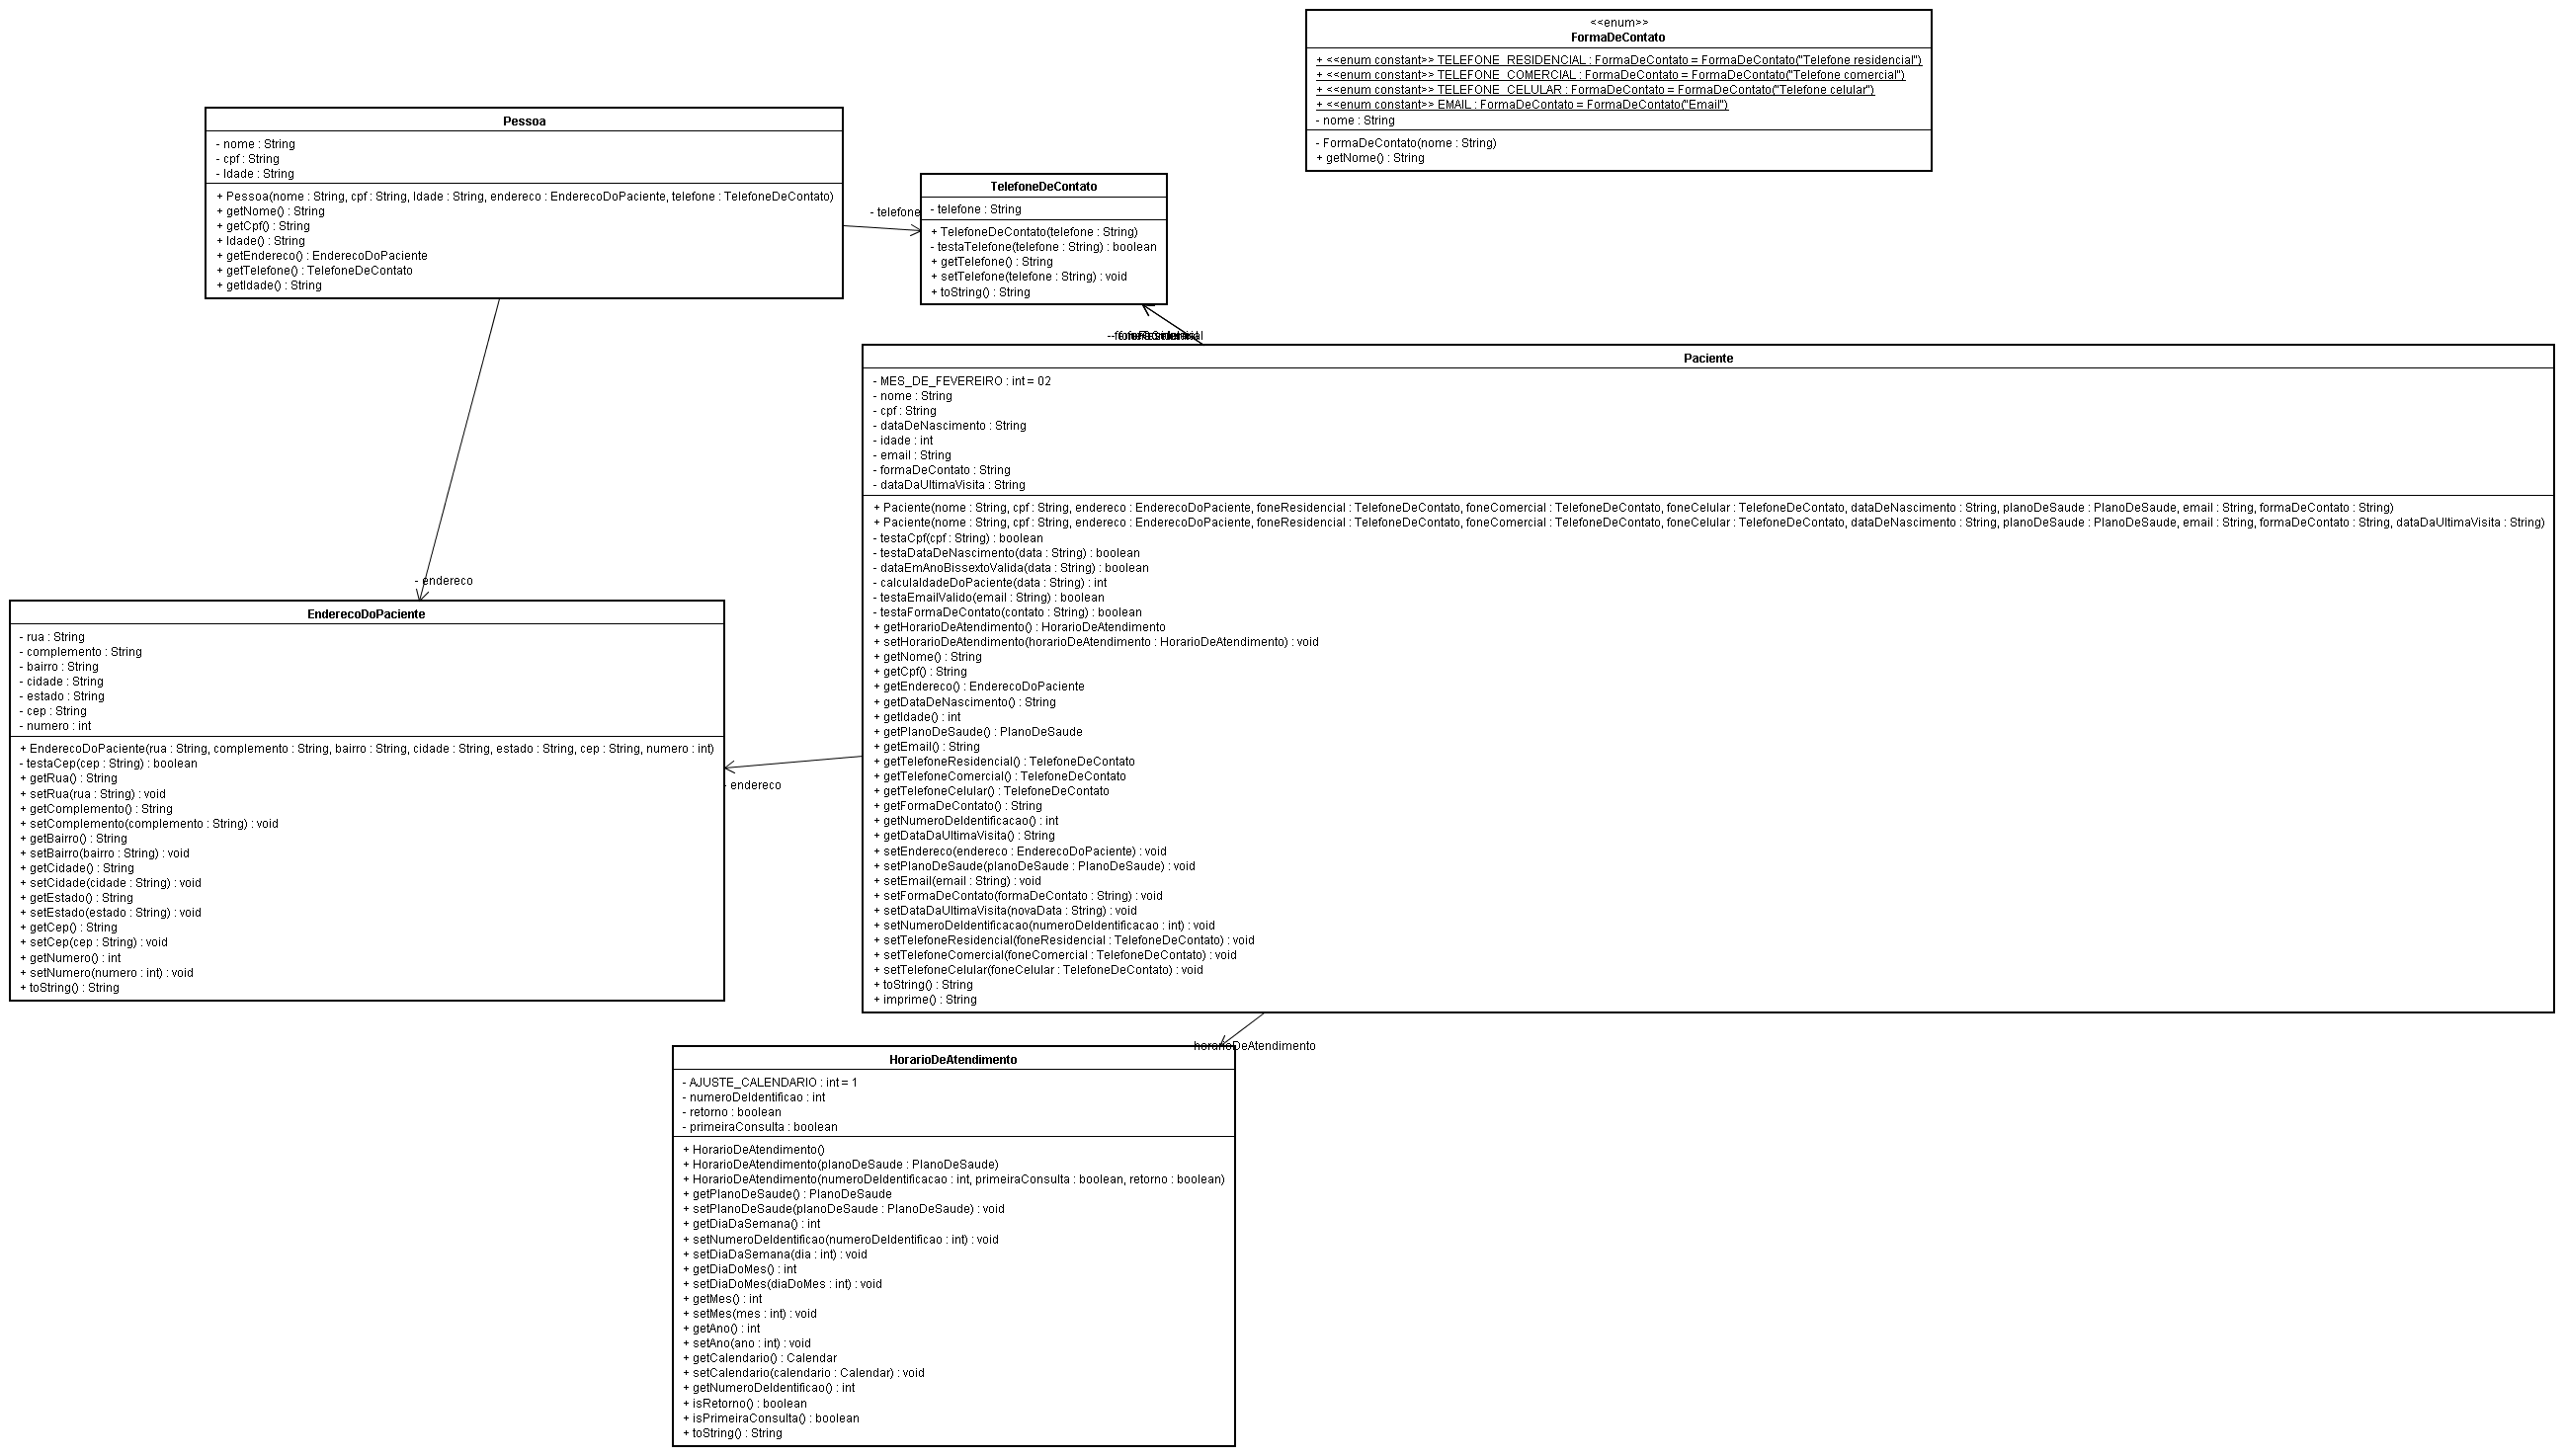 <<enum>>
FormaDeContato
+ <<enum constant>> TELEFONE_RESIDENCIAL : FormaDeContato = FormaDeContato("Telefone residencial")
+ <<enum constant>> TELEFONE_COMERCIAL : FormaDeContato = FormaDeContato("Telefone comercial")
+ <<enum constant>> TELEFONE_CELULAR : FormaDeContato = FormaDeContato("Telefone celular")
+ <<enum constant>> EMAIL : FormaDeContato = FormaDeContato("Email")
- nome : String
- FormaDeContato(nome : String)
+ getNome() : String
Pessoa
- nome : String
- cpf : String
- Idade : String
+ Pessoa(nome : String, cpf : String, Idade : String, endereco : EnderecoDoPaciente, telefone : TelefoneDeContato)
+ getNome() : String
+ getCpf() : String
+ Idade() : String
+ getEndereco() : EnderecoDoPaciente
+ getTelefone() : TelefoneDeContato
+ getIdade() : String
- telefone
TelefoneDeContato
- telefone : String
+ TelefoneDeContato(telefone : String)
- testaTelefone(telefone : String) : boolean
+ getTelefone() : String
+ setTelefone(telefone : String) : void
+ toString() : String
Paciente
- MES_DE_FEVEREIRO : int = 02
- nome : String
- cpf : String
- dataDeNascimento : String
- idade : int
- email : String
- formaDeContato : String
- dataDaUltimaVisita : String
+ Paciente(nome : String, cpf : String, endereco : EnderecoDoPaciente, foneResidencial : TelefoneDeContato, foneComercial : TelefoneDeContato, foneCelular : TelefoneDeContato, dataDeNascimento : String, planoDeSaude : PlanoDeSaude, email : String, formaDeContato : String)
+ Paciente(nome : String, cpf : String, endereco : EnderecoDoPaciente, foneResidencial : TelefoneDeContato, foneComercial : TelefoneDeContato, foneCelular : TelefoneDeContato, dataDeNascimento : String, planoDeSaude : PlanoDeSaude, email : String, formaDeContato : String, dataDaUltimaVisita : String)
- testaCpf(cpf : String) : boolean
- testaDataDeNascimento(data : String) : boolean
- dataEmAnoBissextoValida(data : String) : boolean
- calculaIdadeDoPaciente(data : String) : int
- testaEmailValido(email : String) : boolean
- testaFormaDeContato(contato : String) : boolean
+ getHorarioDeAtendimento() : HorarioDeAtendimento
+ setHorarioDeAtendimento(horarioDeAtendimento : HorarioDeAtendimento) : void
+ getNome() : String
+ getCpf() : String
+ getEndereco() : EnderecoDoPaciente
+ getDataDeNascimento() : String
+ getIdade() : int
+ getPlanoDeSaude() : PlanoDeSaude
+ getEmail() : String
+ getTelefoneResidencial() : TelefoneDeContato
+ getTelefoneComercial() : TelefoneDeContato
+ getTelefoneCelular() : TelefoneDeContato
+ getFormaDeContato() : String
+ getNumeroDeIdentificacao() : int
+ getDataDaUltimaVisita() : String
+ setEndereco(endereco : EnderecoDoPaciente) : void
+ setPlanoDeSaude(planoDeSaude : PlanoDeSaude) : void
+ setEmail(email : String) : void
+ setFormaDeContato(formaDeContato : String) : void
+ setDataDaUltimaVisita(novaData : String) : void
+ setNumeroDeIdentificacao(numeroDeIdentificacao : int) : void
+ setTelefoneResidencial(foneResidencial : TelefoneDeContato) : void
+ setTelefoneComercial(foneComercial : TelefoneDeContato) : void
+ setTelefoneCelular(foneCelular : TelefoneDeContato) : void
+ toString() : String
+ imprime() : String
- endereco
EnderecoDoPaciente
- rua : String
- complemento : String
- bairro : String
- cidade : String
- estado : String
- cep : String
- numero : int
+ EnderecoDoPaciente(rua : String, complemento : String, bairro : String, cidade : String, estado : String, cep : String, numero : int)
- testaCep(cep : String) : boolean
+ getRua() : String
+ setRua(rua : String) : void
+ getComplemento() : String
+ setComplemento(complemento : String) : void
+ getBairro() : String
+ setBairro(bairro : String) : void
+ getCidade() : String
+ setCidade(cidade : String) : void
+ getEstado() : String
+ setEstado(estado : String) : void
+ getCep() : String
+ setCep(cep : String) : void
+ getNumero() : int
+ setNumero(numero : int) : void
+ toString() : String
- endereco
horarioDeAtendimento
HorarioDeAtendimento
- AJUSTE_CALENDARIO : int = 1
- numeroDeIdentificao : int
- retorno : boolean
- primeiraConsulta : boolean
+ HorarioDeAtendimento()
+ HorarioDeAtendimento(planoDeSaude : PlanoDeSaude)
+ HorarioDeAtendimento(numeroDeIdentificacao : int, primeiraConsulta : boolean, retorno : boolean)
+ getPlanoDeSaude() : PlanoDeSaude
+ setPlanoDeSaude(planoDeSaude : PlanoDeSaude) : void
+ getDiaDaSemana() : int
+ setNumeroDeIdentificao(numeroDeIdentificao : int) : void
+ setDiaDaSemana(dia : int) : void
+ getDiaDoMes() : int
+ setDiaDoMes(diaDoMes : int) : void
+ getMes() : int
+ setMes(mes : int) : void
+ getAno() : int
+ setAno(ano : int) : void
+ getCalendario() : Calendar
+ setCalendario(calendario : Calendar) : void
+ getNumeroDeIdentificao() : int
+ isRetorno() : boolean
+ isPrimeiraConsulta() : boolean
+ toString() : String